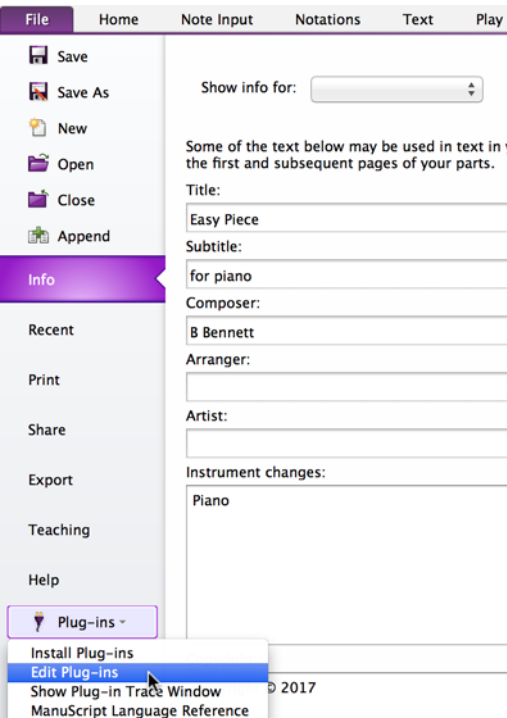 File Home Note Input Notations Text Play
Save
Save As
New
Open
Close
Append
Info
Recent
Print
Share
Export
Teaching
Help
Plug-ins
Install Plug-ins
Edit Plug-ins
Show Plug-in Trace Window
ManuScript Language Reference
Show info for:
Some of the text below may be used in text in
the first and subsequent pages of your parts.
Title:
Easy Piece
Subtitle:
for piano
Composer:
B Bennett
Arranger:
Artist:
Instrument changes:
Piano
© 2017